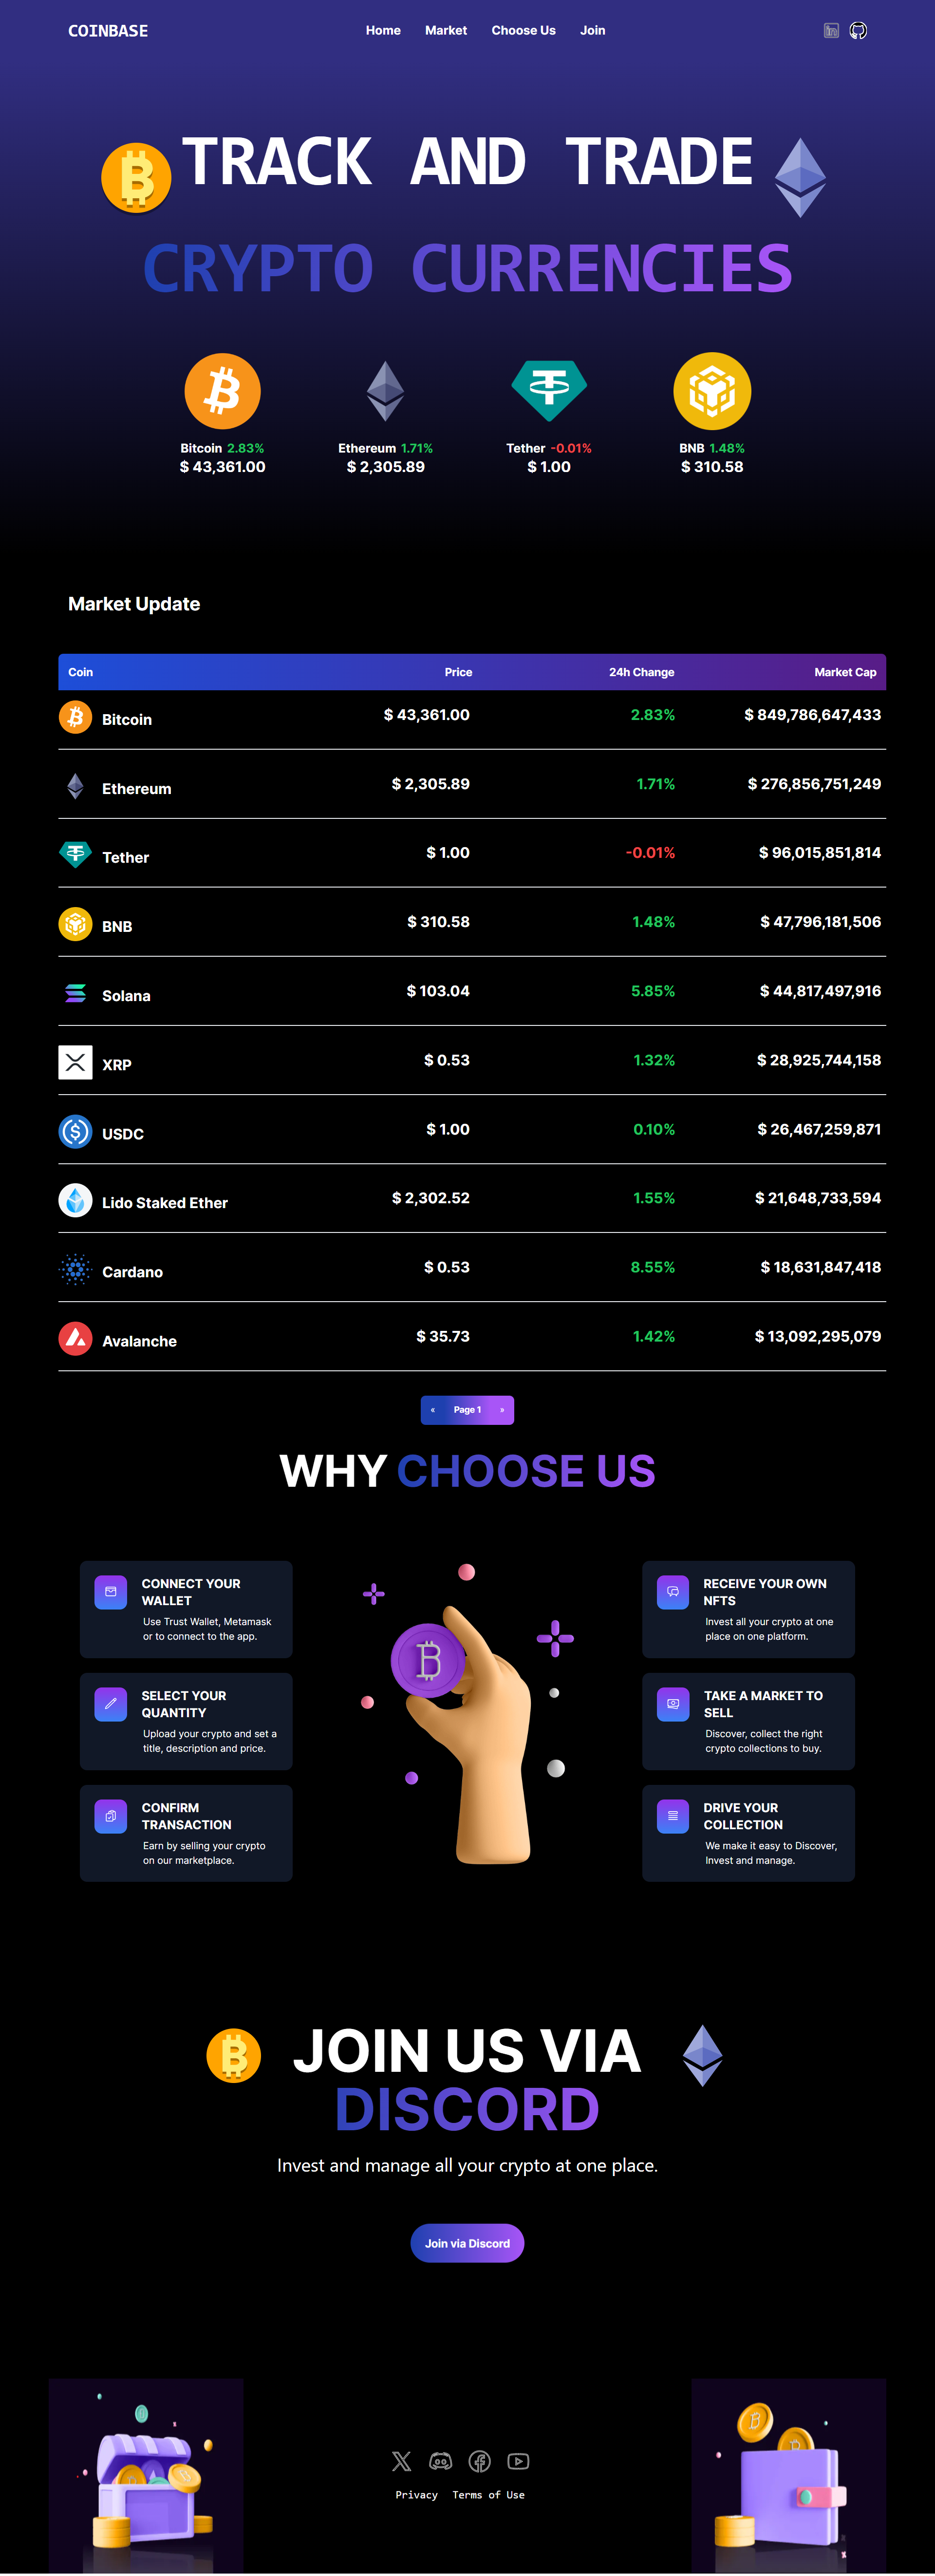 COINBASE
Home Market Choose Us Join
TRACK AND TRADE
CRYPTO CURRENCIES
Bitcoin 2.83% Ethereum 1.71% Tether -0.01% BNB 1.48%
$ 43,361.00 $ 2,305.89 $ 1.00 $ 310.58
Market Update
Coin Price 24h Change Market Cap
Bitcoin $ 43,361.00 2.83% $ 849,786,647,433
Ethereum $ 2,305.89 1.71% $ 276,856,751,249
Tether $ 1.00 -0.01% $ 96,015,851,814
BNB $ 310.58 1.48% $ 47,796,181,506
Solana $ 103.04 5.85% $ 44,817,497,916
XRP $ 0.53 1.32% $ 28,925,744,158
USDC $ 1.00 0.10% $ 26,467,259,871
Lido Staked Ether $ 2,302.52 1.55% $ 21,648,733,594
Cardano $ 0.53 8.55% $ 18,631,847,418
Avalanche $ 35.73 1.42% $ 13,092,295,079
« Page 1 »
WHY CHOOSE US
CONNECT YOUR
WALLET
Use Trust Wallet, Metamask
or to connect to the app.
SELECT YOUR
QUANTITY
Upload your crypto and set a
title, description and price.
CONFIRM
TRANSACTION
Earn by selling your crypto
on our marketplace.
RECEIVE YOUR OWN
NFTS
Invest all your crypto at one
place on one platform.
TAKE A MARKET TO
SELL
Discover, collect the right
crypto collections to buy.
DRIVE YOUR
COLLECTION
We make it easy to Discover,
Invest and manage.
JOIN US VIA
DISCORD
Invest and manage all your crypto at one place.
Join via Discord
Privacy Terms of Use